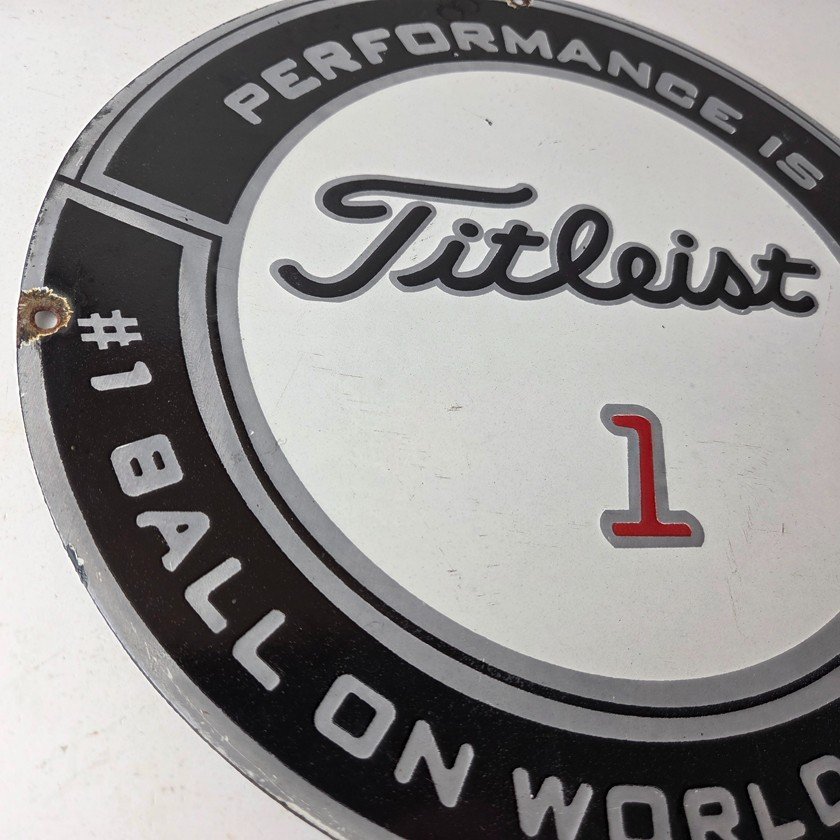 PERFORMANCE IS
Titleist
1
#1 BALL ON WORLD